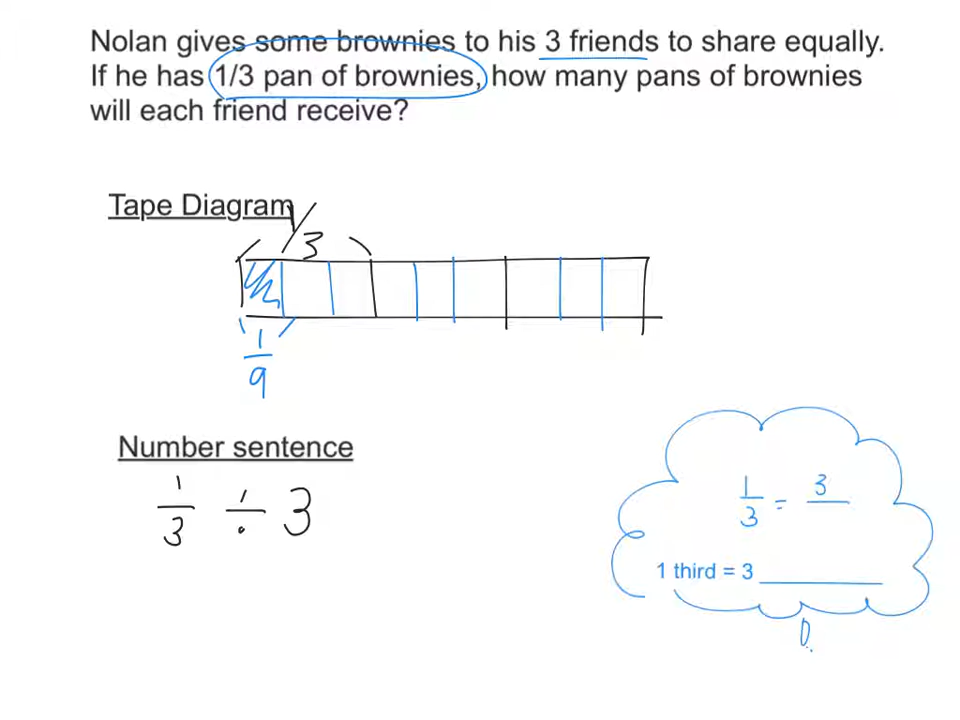 Nolan gives some brownies to his 3 friends to share equally.
If he has 1/3 pan of brownies, how many pans of brownies
will each friend receive?
Tape Diagram
1/3
1/9
Number sentence
1/3 ÷ 3
1/3 = 3/
1 third = 3 ________